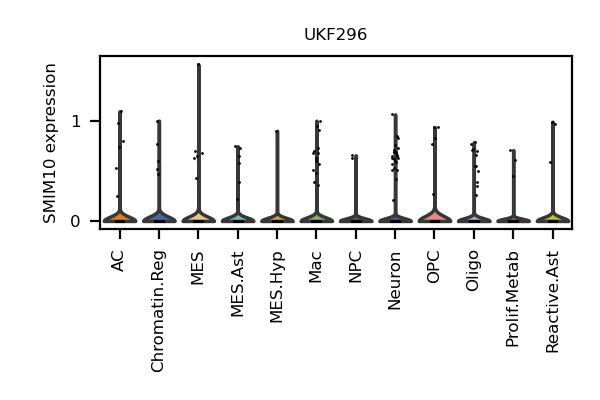 UKF296
SMIM10 expression
1
0
AC
Chromatin.Reg
MES
MES.Ast
MES.Hyp
Mac
NPC
Neuron
OPC
Oligo
Prolif.Metab
Reactive.Ast